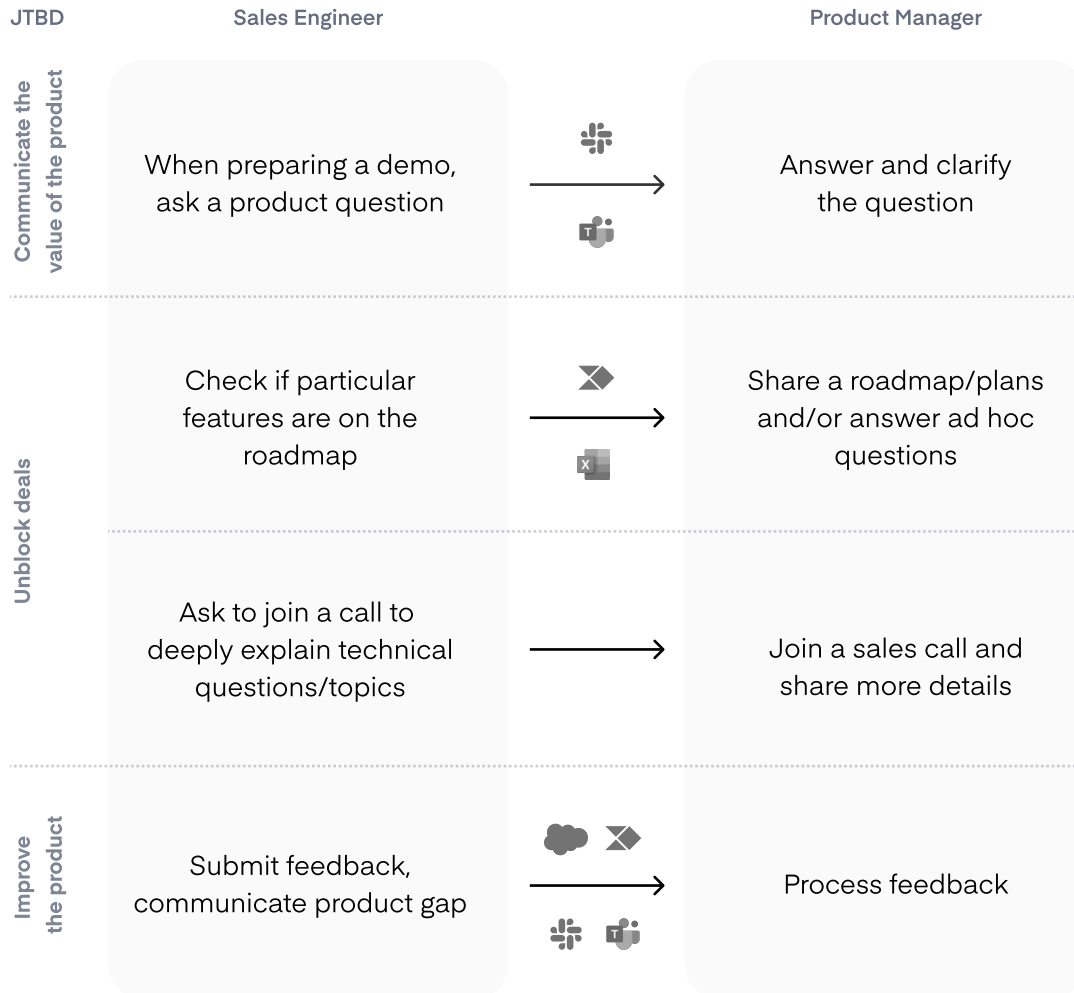 JTBD
Sales Engineer
Product Manager
Communicate the
value of the product
When preparing a demo,
ask a product question
T
Answer and clarify
the question
Unblock deals
Check if particular
features are on the
roadmap
X
Share a roadmap/plans
and/or answer ad hoc
questions
Ask to join a call to
deeply explain technical
questions/topics
Join a sales call and
share more details
Improve
the product
Submit feedback,
communicate product gap
T
Process feedback